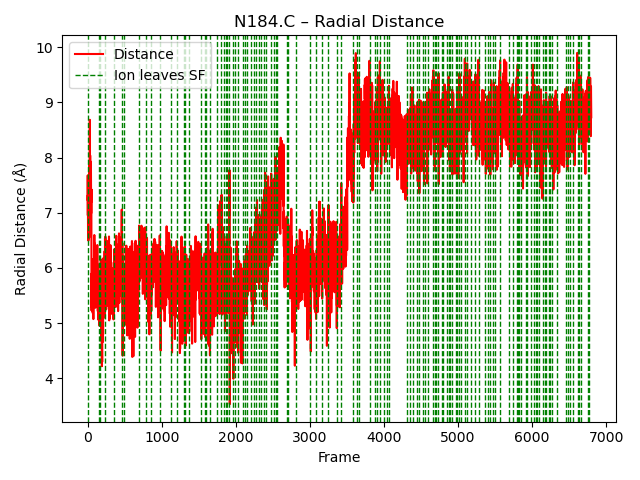 N184.C – Radial Distance
Distance
Ion leaves SF
Radial Distance (Å)
10
9
8
7
6
5
4
0 1000 2000 3000 4000 5000 6000 7000
Frame